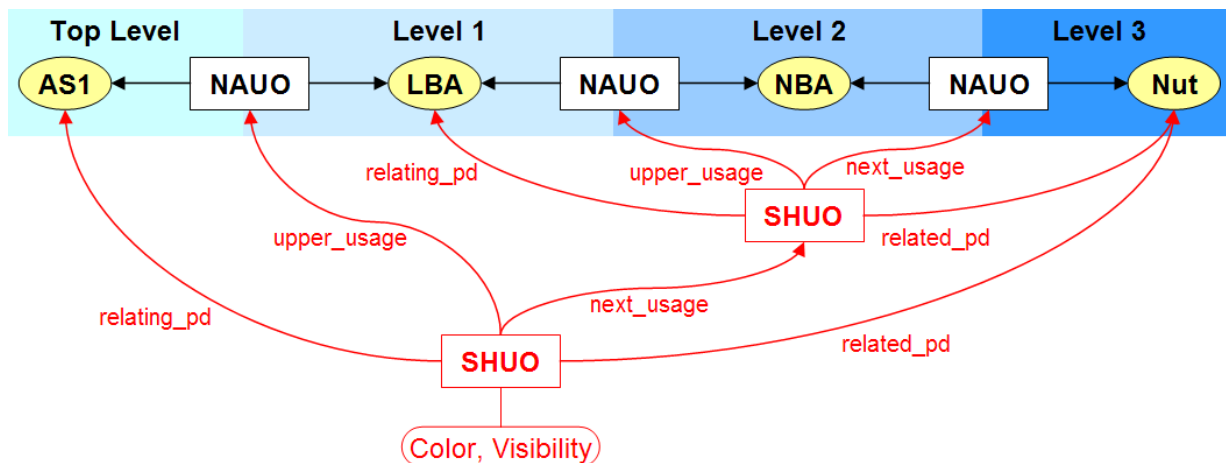 Top Level Level 1 Level 2 Level 3
AS1 NAUO LBA NAUO NBA NAUO Nut
relating_pd upper_usage next_usage
SHUO
upper_usage related_pd
next_usage
relating_pd related_pd
SHUO
Color, Visibility